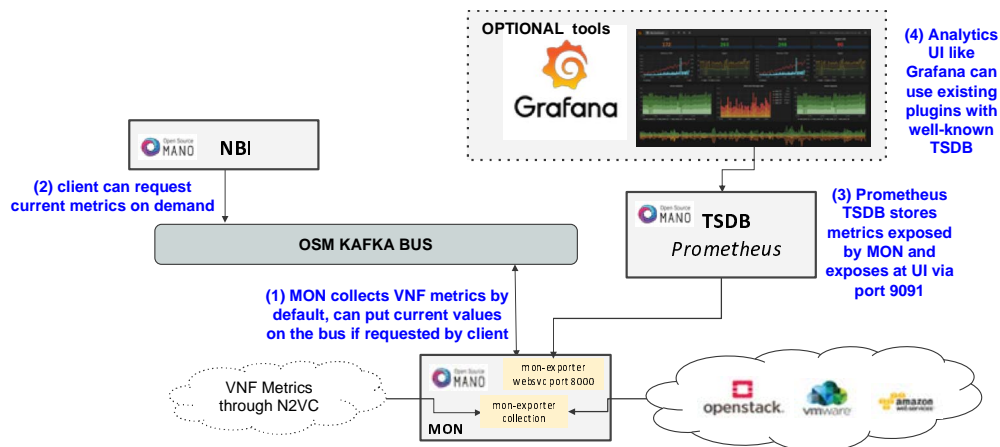 OPTIONAL tools
Grafana
(4) Analytics
UI like
Grafana can
use existing
plugins with
well-known
TSDB
Open Source
MANO
NBI
(2) client can request
current metrics on demand
OSM KAFKA BUS
Open Source
MANO
TSDB
Prometheus
(3) Prometheus
TSDB stores
metrics exposed
by MON and
exposes at UI via
port 9091
(1) MON collects VNF metrics by
default, can put current values
on the bus if requested by client
VNF Metrics
through N2VC
Open Source
MANO
mon-exporter
websvc port 8000
mon-exporter
collection
MON
openstack.
vmware
amazon
web services